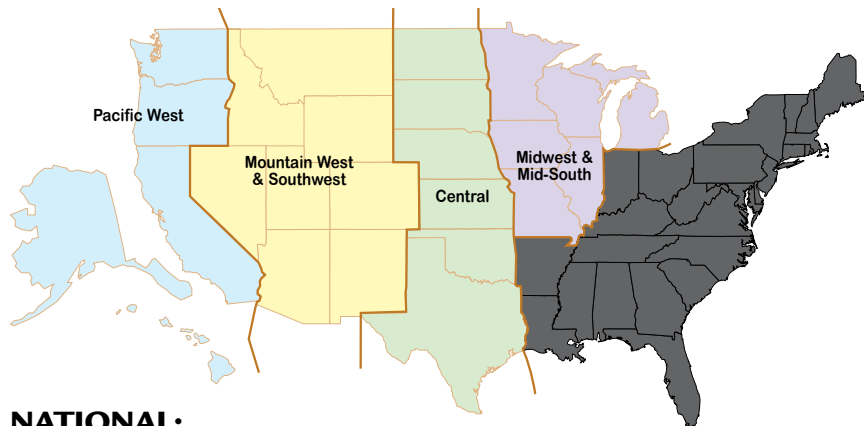 Pacific West
Mountain West
& Southwest
Central
Midwest &
Mid-South
NATIONAL: